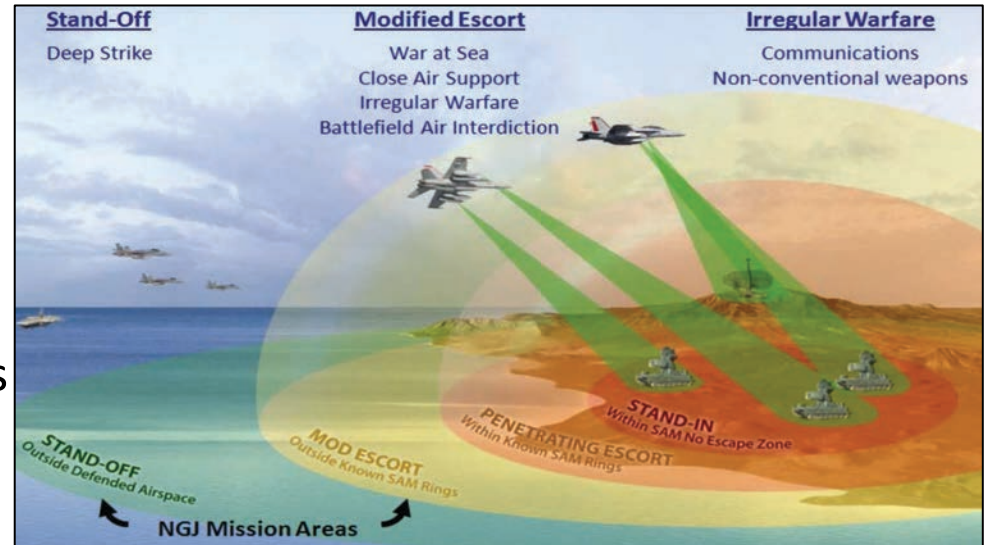 Stand-Off
Deep Strike
Modified Escort
War at Sea
Close Air Support
Irregular Warfare
Battlefield Air Interdiction
Irregular Warfare
Communications
Non-conventional weapons
s
STAND-OFF
Outside Defended Airspace
MOD ESCORT
Outside Known SAM Rings
PENETRATING ESCORT
Within Known SAM Rings
STAND-IN
Within SAM No Escape Zone
NGJ Mission Areas